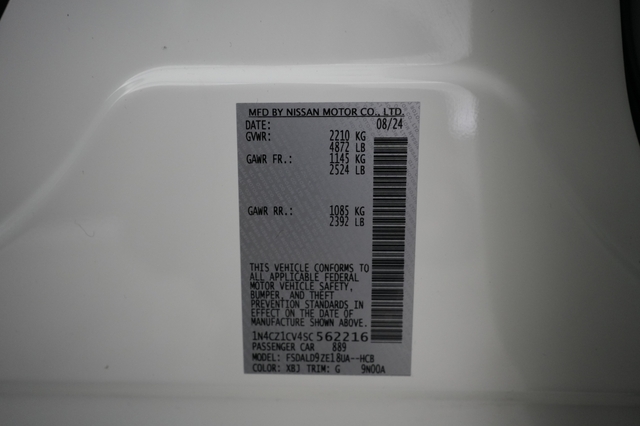 MFD BY NISSAN MOTOR CO., LTD.
DATE: 08/24
GVWR: 2210 KG
4872 LB
GAWR FR.: 1145 KG
2524 LB
GAWR RR.: 1085 KG
2392 LB
THIS VEHICLE CONFORMS TO
ALL APPLICABLE FEDERAL
MOTOR VEHICLE SAFETY,
BUMPER, AND THEFT
PREVENTION STANDARDS IN
EFFECT ON THE DATE OF
MANUFACTURE SHOWN ABOVE.
1N4CZ1CV4SC562216
PASSENGER CAR 889
MODEL: FSDALD9ZE18UA--HCB
COLOR: XBJ TRIM: G 9N00A